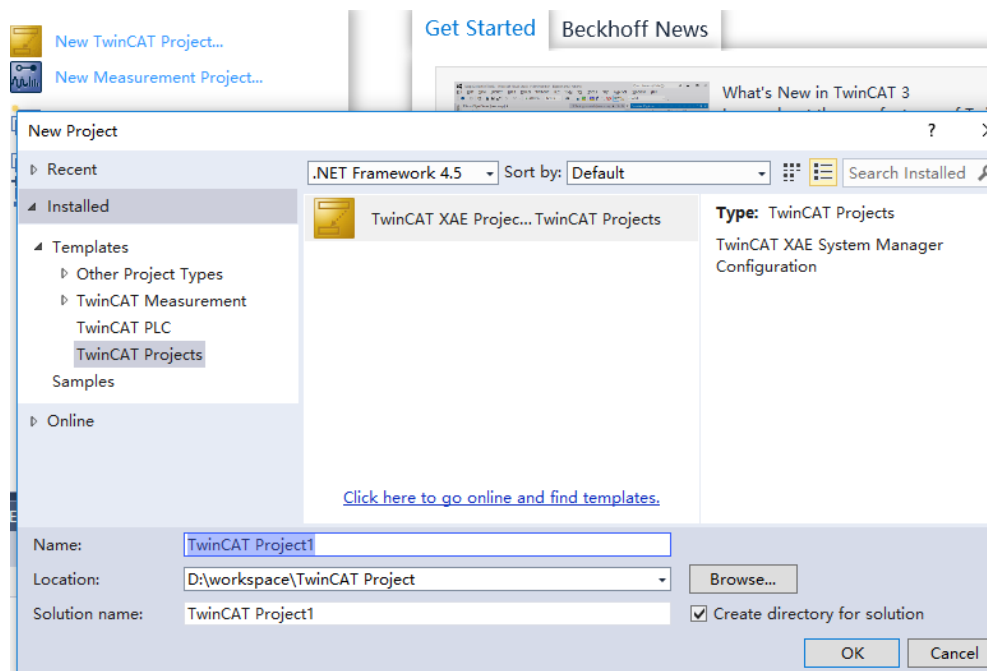 New TwinCAT Project...
New Measurement Project...
Get Started
Beckhoff News
What's New in TwinCAT 3
New Project
?
Recent
.NET Framework 4.5
Sort by:
Default
Search Installed
Installed
Templates
Other Project Types
TwinCAT Measurement
TwinCAT PLC
TwinCAT Projects
Samples
Online
TwinCAT XAE Projec... TwinCAT Projects
Type: TwinCAT Projects
TwinCAT XAE System Manager
Configuration
Click here to go online and find templates.
Name:
TwinCAT Project1
Location:
D:\workspace\TwinCAT Project
Browse...
Solution name:
TwinCAT Project1
Create directory for solution
OK
Cancel